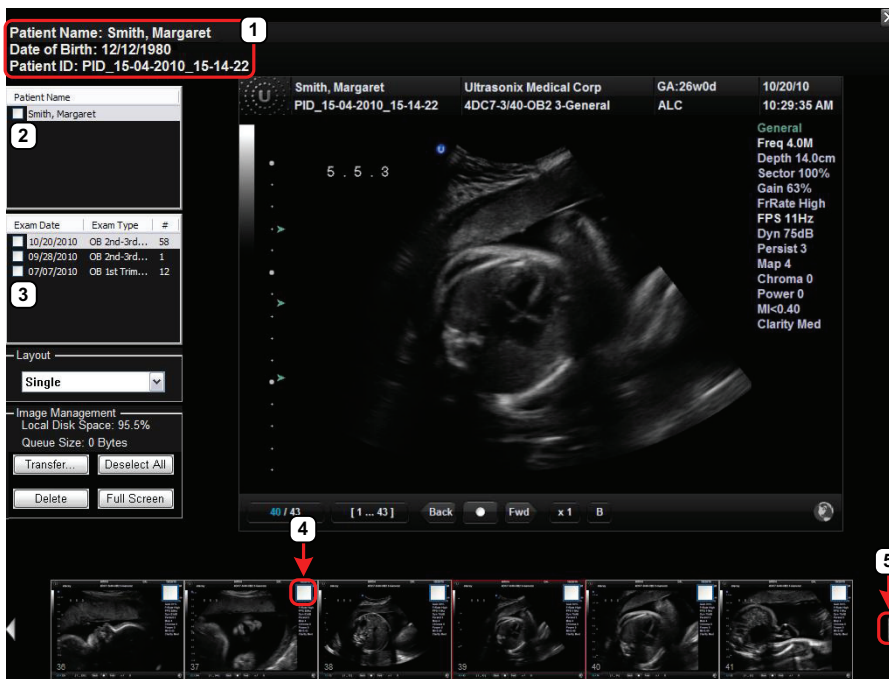 Patient Name: Smith, Margaret
1
Date of Birth: 12/12/1980
Patient ID: PID_15-04-2010_15-14-22
Patient Name
Smith, Margaret
2
Exam Date Exam Type #
10/20/2010 OB 2nd-3rd... 58
09/28/2010 OB 2nd-3rd... 1
07/07/2010 OB 1st Trim... 12
3
Layout
Single
Image Management
Local Disk Space: 95.5%
Queue Size: 0 Bytes
Transfer... Deselect All
Delete Full Screen
U
Smith, Margaret Ultrasonix Medical Corp GA:26w0d 10/20/10
PID_15-04-2010_15-14-22 4DC7-3/40-OB2 3-General ALC 10:29:35 AM
5 . 5 . 3
General
Freq 4.0M
Depth 14.0cm
Sector 100%
Gain 63%
FrRate High
FPS 11Hz
Dyn 75dB
Persist 3
Map 4
Chroma 0
Power 0
MI<0.40
Clarity Med
40 / 43 [ 1 ... 43 ] Back Fwd x 1 B
4
5
36 37 38 39 40 41